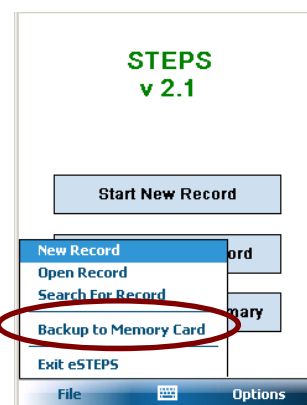 STEPS
v 2.1
Start New Record
ord
New Record
Open Record
Search For Record
mary
Backup to Memory Card
Exit eSTEPS
File Options